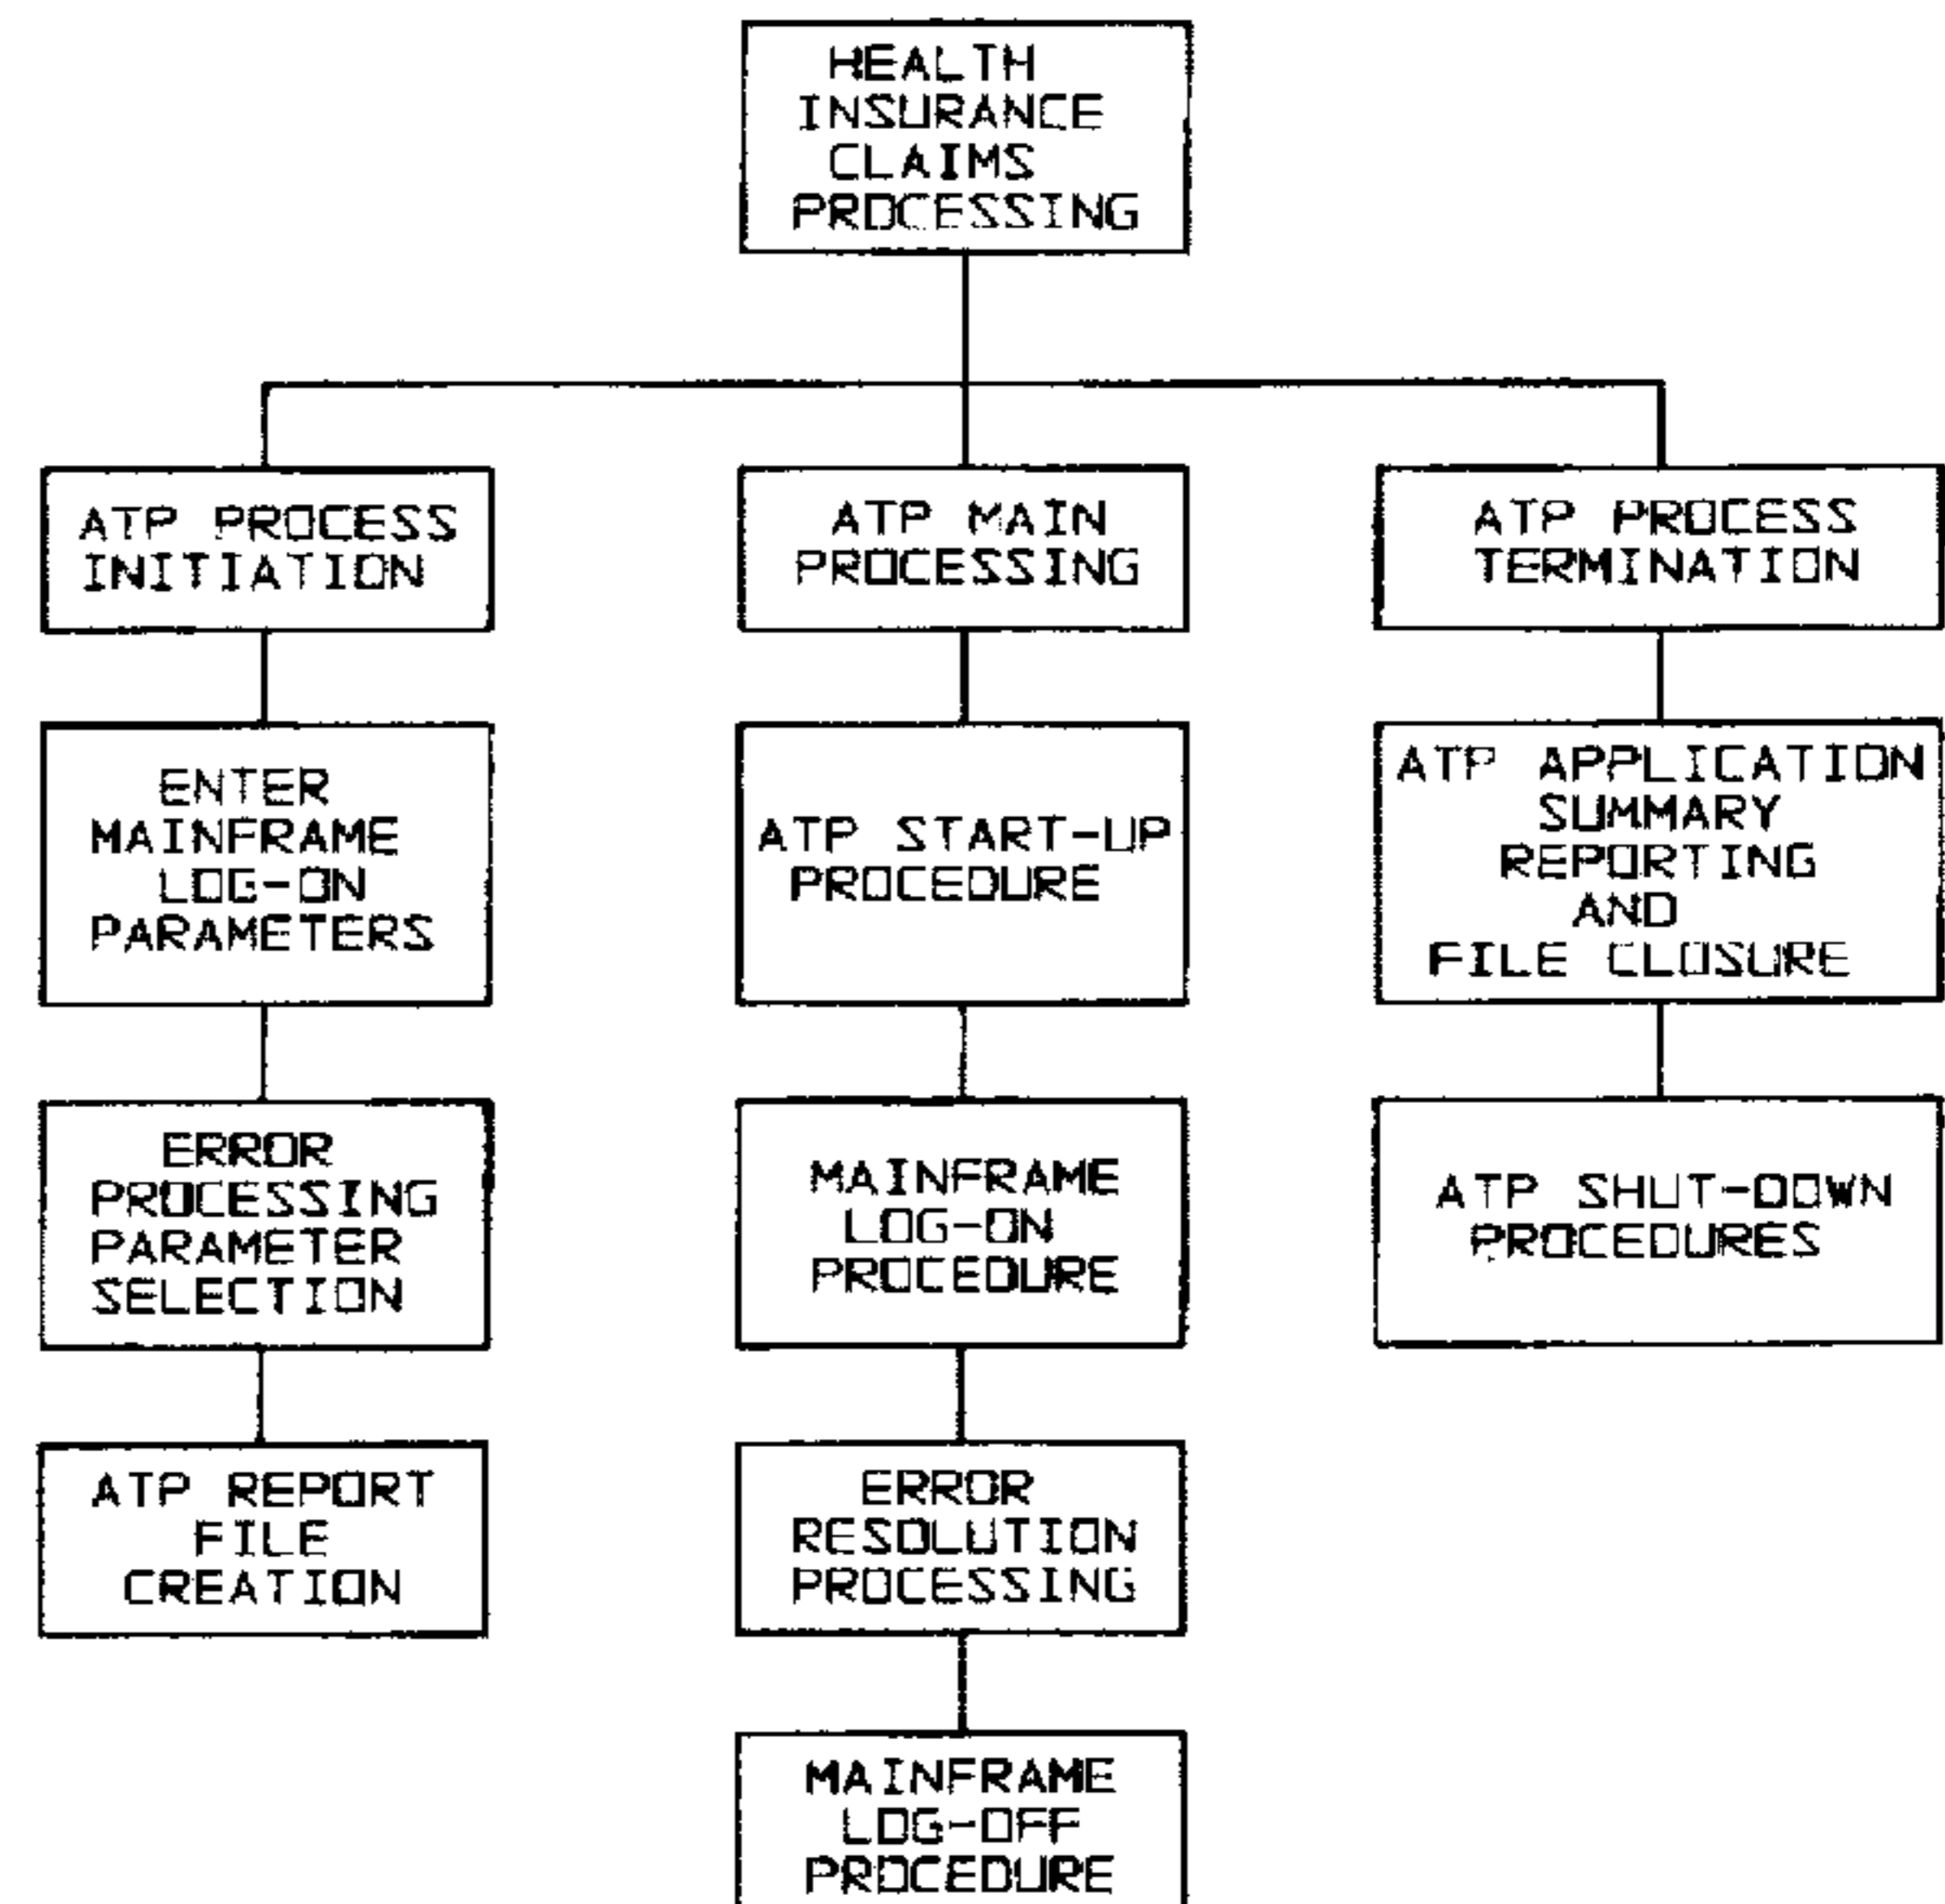 HEALTH
INSURANCE
CLAIMS
PROCESSING
ATP PROCESS
INITIATION
ATP MAIN
PROCESSING
ATP PROCESS
TERMINATION
ENTER
MAINFRAME
LOG-ON
PARAMETERS
ATP START-UP
PROCEDURE
ATP APPLICATION
SUMMARY
REPORTING
AND
FILE CLOSURE
ERROR
PROCESSING
PARAMETER
SELECTION
MAINFRAME
LOG-ON
PROCEDURE
ATP SHUT-DOWN
PROCEDURES
ATP REPORT
FILE
CREATION
ERROR
RESOLUTION
PROCESSING
MAINFRAME
LOG-OFF
PROCEDURE